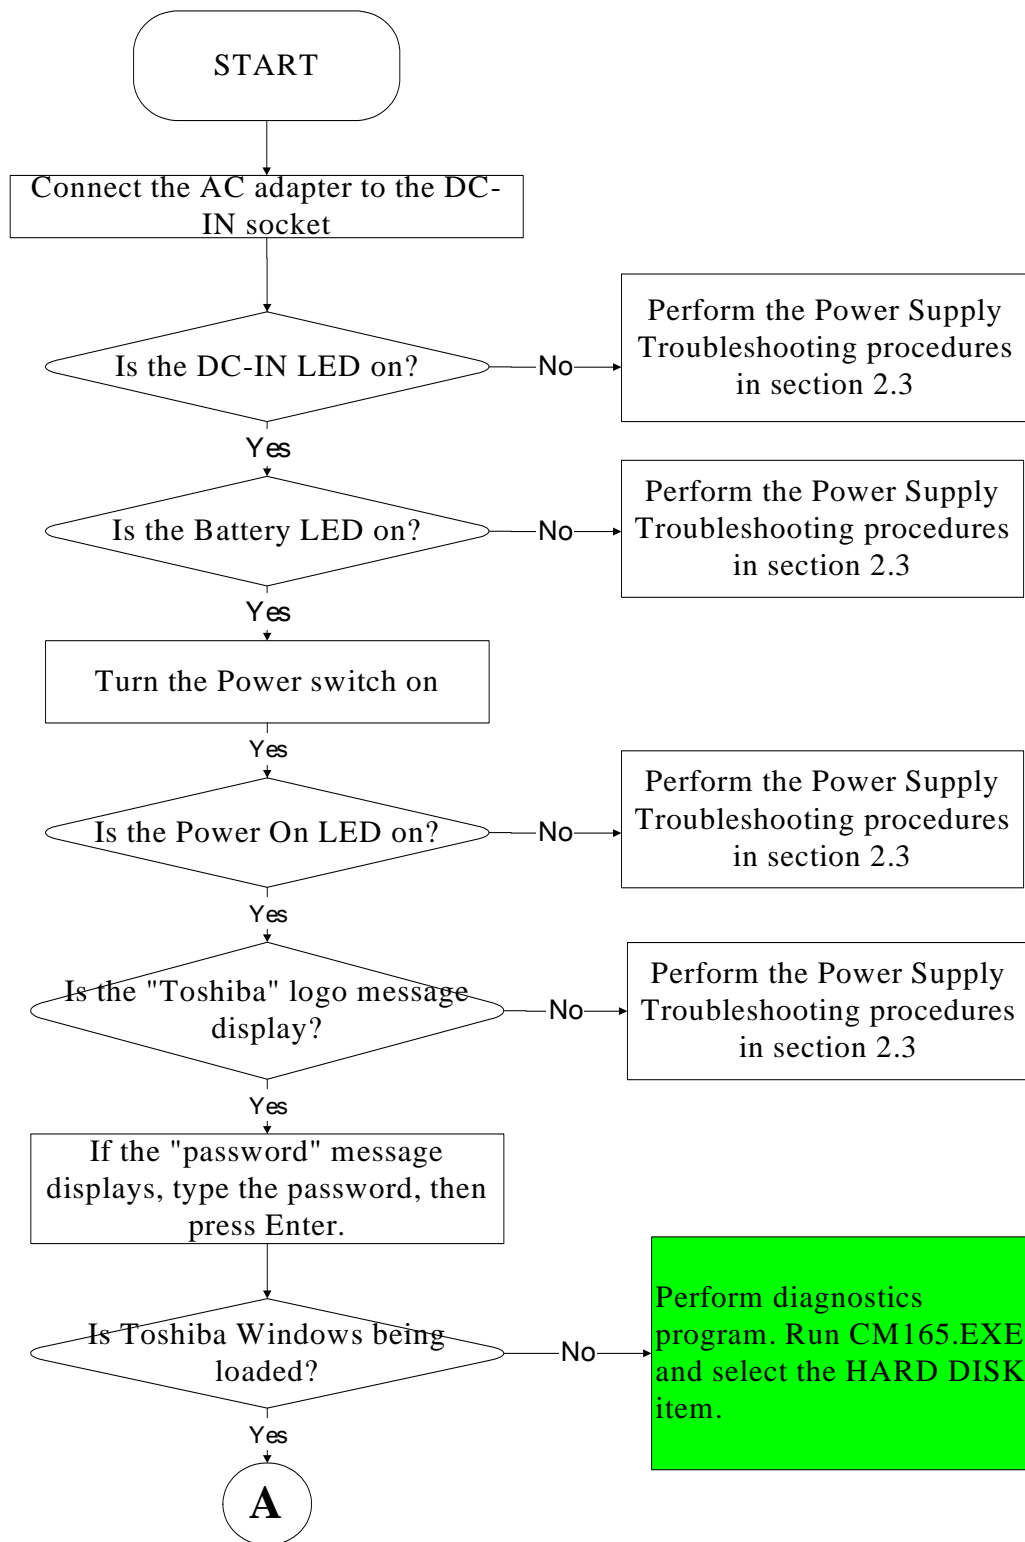 START
Connect the AC adapter to the DC-
IN socket
Is the DC-IN LED on?
No
Perform the Power Supply
Troubleshooting procedures
in section 2.3
Yes
Is the Battery LED on?
No
Perform the Power Supply
Troubleshooting procedures
in section 2.3
Yes
Turn the Power switch on
Yes
Is the Power On LED on?
No
Perform the Power Supply
Troubleshooting procedures
in section 2.3
Yes
Is the "Toshiba" logo message
display?
No
Perform the Power Supply
Troubleshooting procedures
in section 2.3
Yes
If the "password" message
displays, type the password, then
press Enter.
Is Toshiba Windows being
loaded?
No
Perform diagnostics
program. Run CM165.EXE
and select the HARD DISK
item.
Yes
A